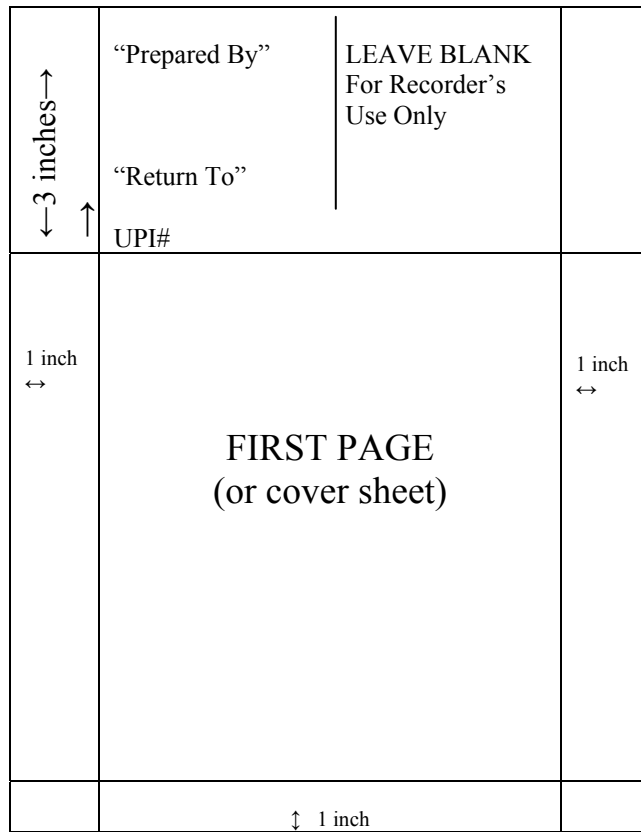 ←3 inches→
↑
“Prepared By”
“Return To”
UPI#
LEAVE BLANK
For Recorder’s
Use Only
1 inch
↔
FIRST PAGE
(or cover sheet)
1 inch
↔
↕ 1 inch